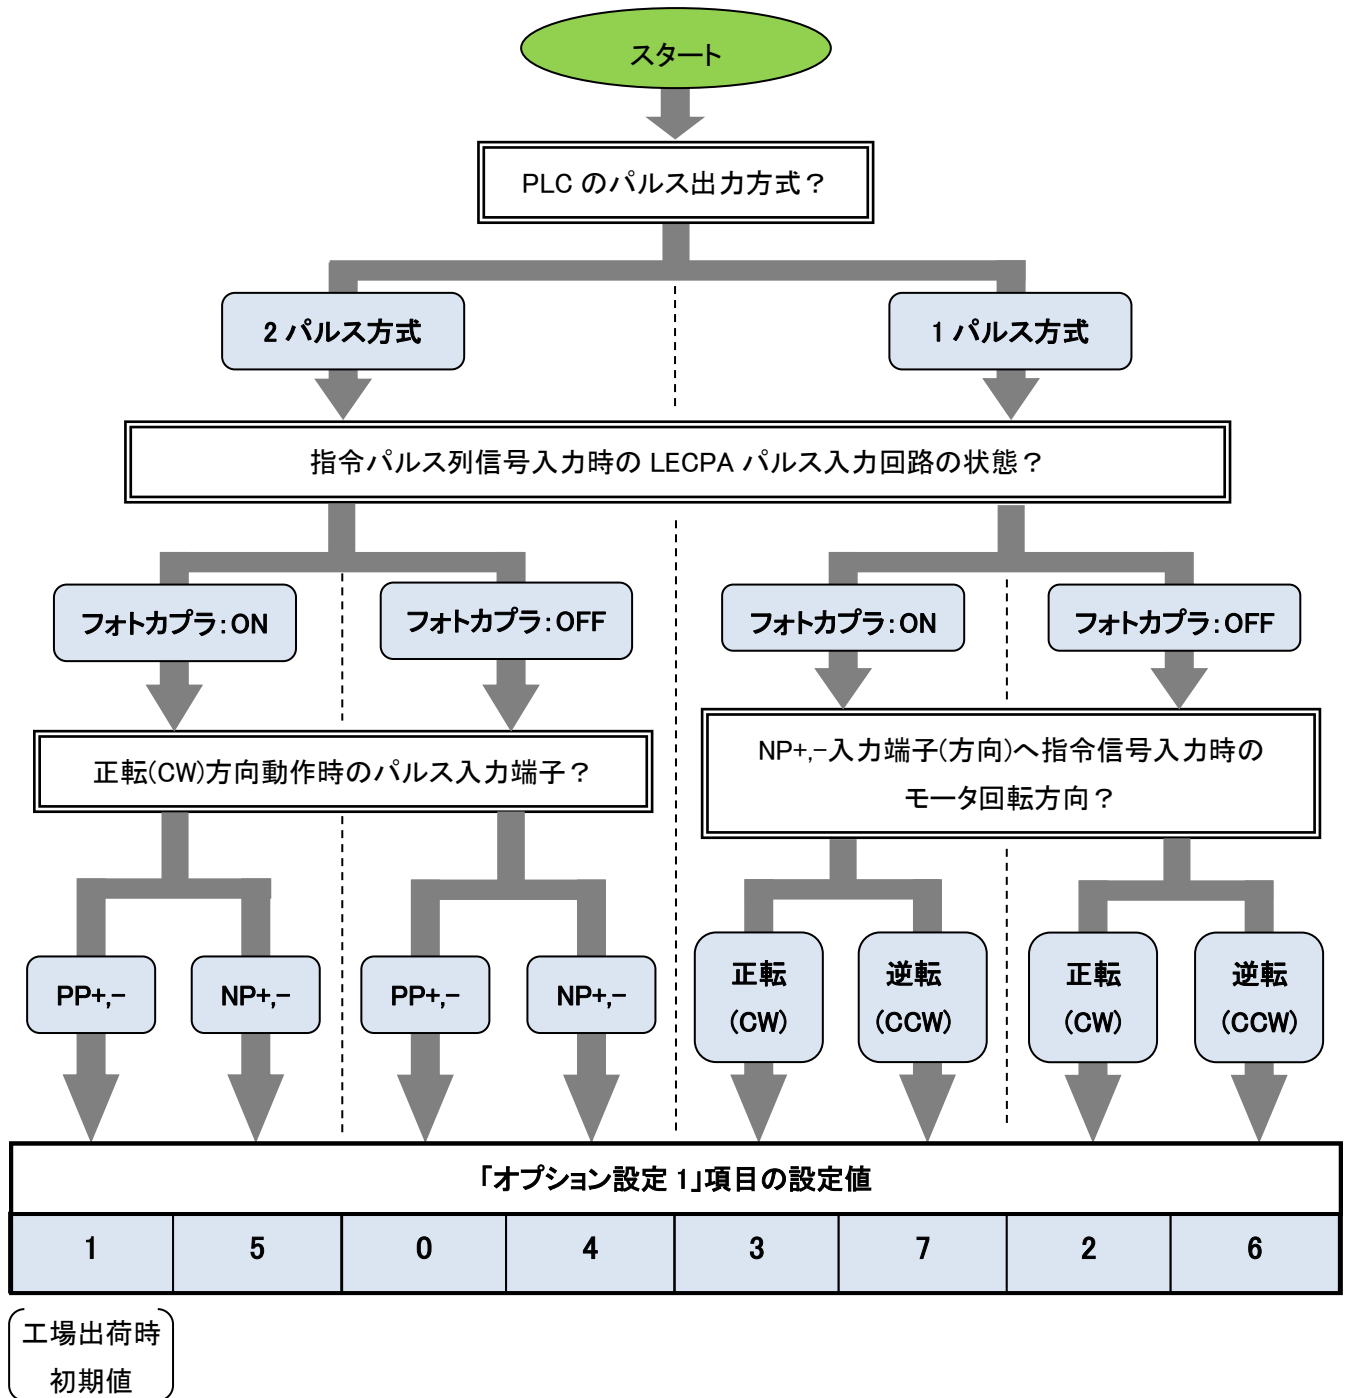 スタート
PLC のパルス出力方式？
2 パルス方式
1 パルス方式
指令パルス列信号入力時の LECPA パルス入力回路の状態？
フォトカプラ：ON
フォトカプラ：OFF
フォトカプラ：ON
フォトカプラ：OFF
正転(CW)方向動作時のパルス入力端子？
NP+,-入力端子(方向)へ指令信号入力時の
モータ回転方向？
PP+,-
NP+,-
PP+,-
NP+,-
正転
(CW)
逆転
(CCW)
正転
(CW)
逆転
(CCW)
「オプション設定 1」項目の設定値
1 5 0 4 3 7 2 6
工場出荷時
初期値